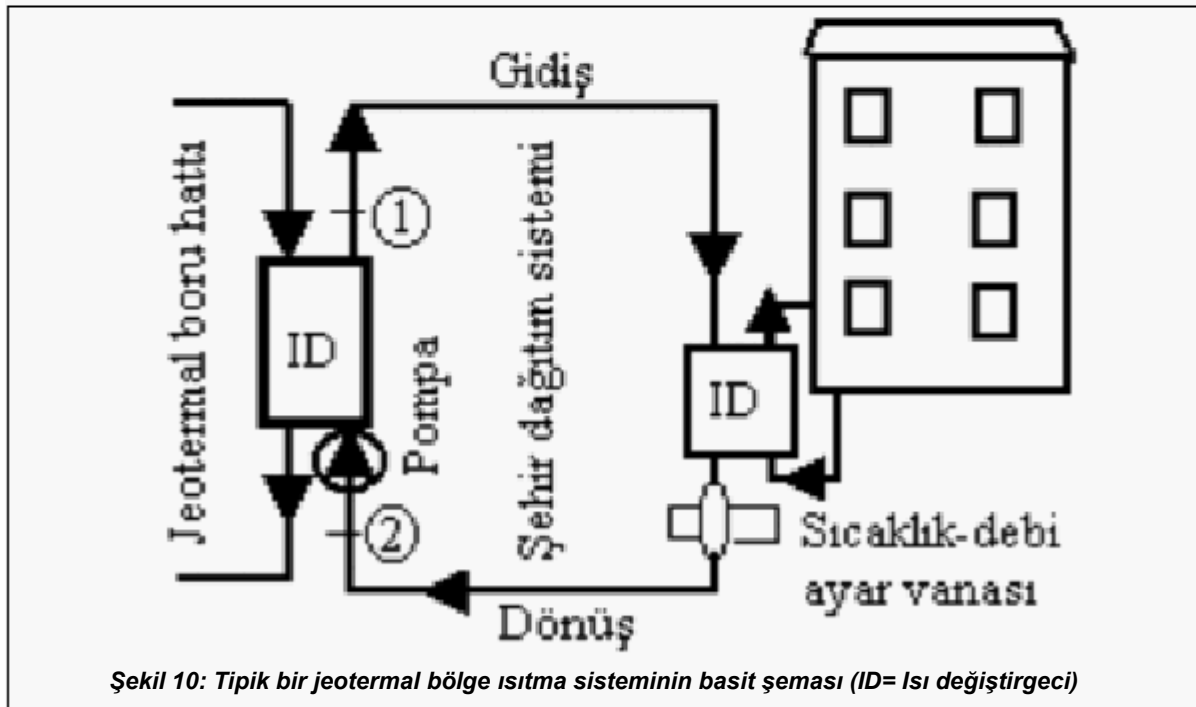 Gidiş
Jeotermal boru hattı
1
ID
Pompa
2
Şehir dağıtım sistemi
ID
Sıcaklık-debi
ayar vanası
Dönüş
Şekil 10: Tipik bir jeotermal bölge ısıtma sisteminin basit şeması (ID= Isı değiştirgeci)